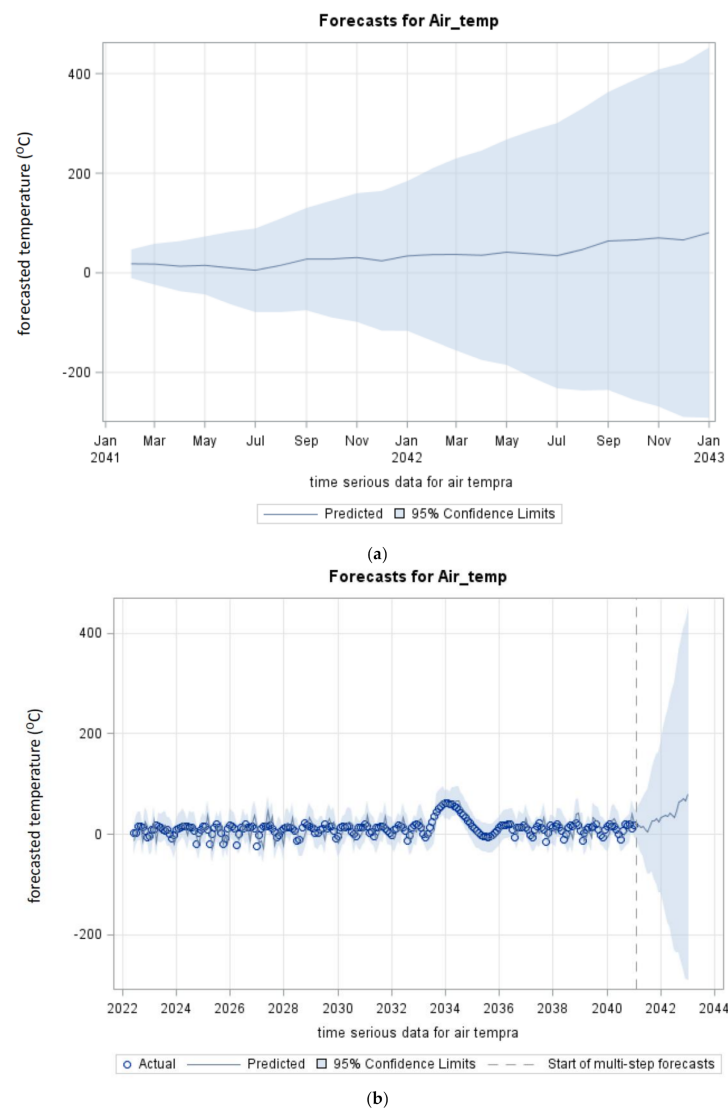 Forecasts for Air_temp
forecasted temperature (⁰C)
400
200
0
-200
Jan Mar May Jul Sep Nov Jan Mar May Jul Sep Nov Jan
2041 2042 2043
time serious data for air tempra
Predicted 95% Confidence Limits
(a)
Forecasts for Air_temp
forecasted temperature (⁰C)
400
200
0
-200
2022 2024 2026 2028 2030 2032 2034 2036 2038 2040 2042 2044
time serious data for air tempra
Actual Predicted 95% Confidence Limits Start of multi-step forecasts
(b)